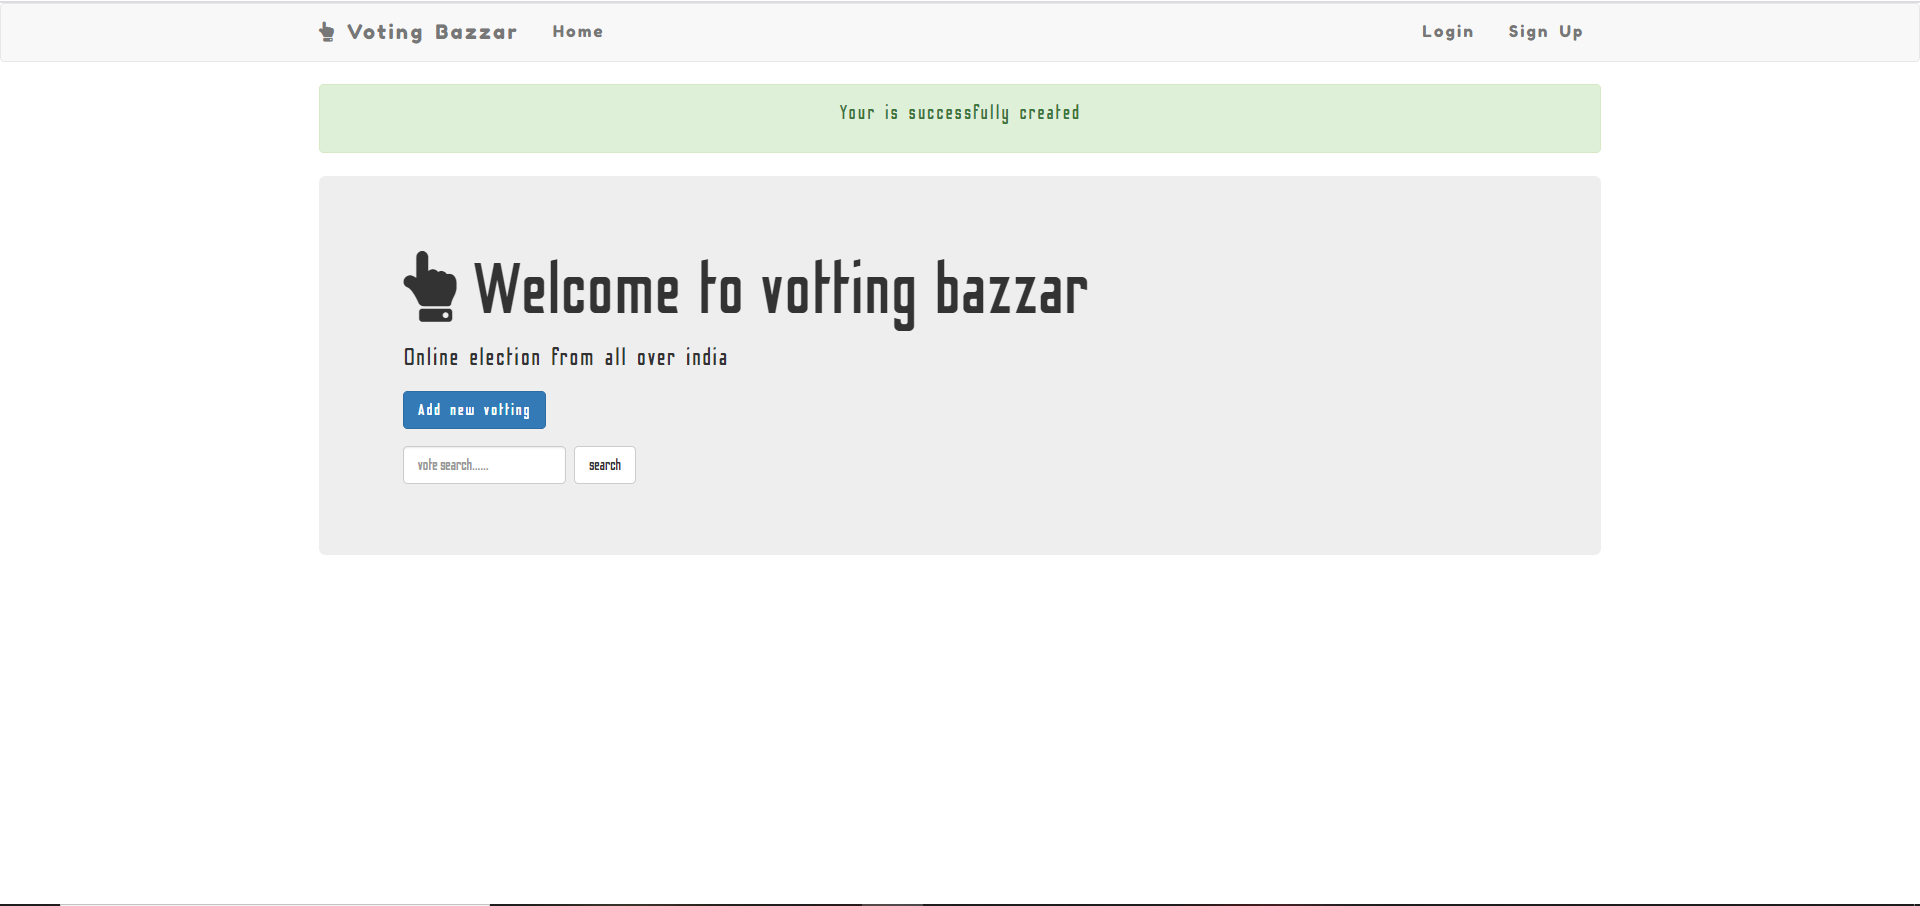 Voting Bazzar Home Login Sign Up
Your is successfully created
Welcome to votting bazzar
Online election from all over india
Add new votting
vote search...... search